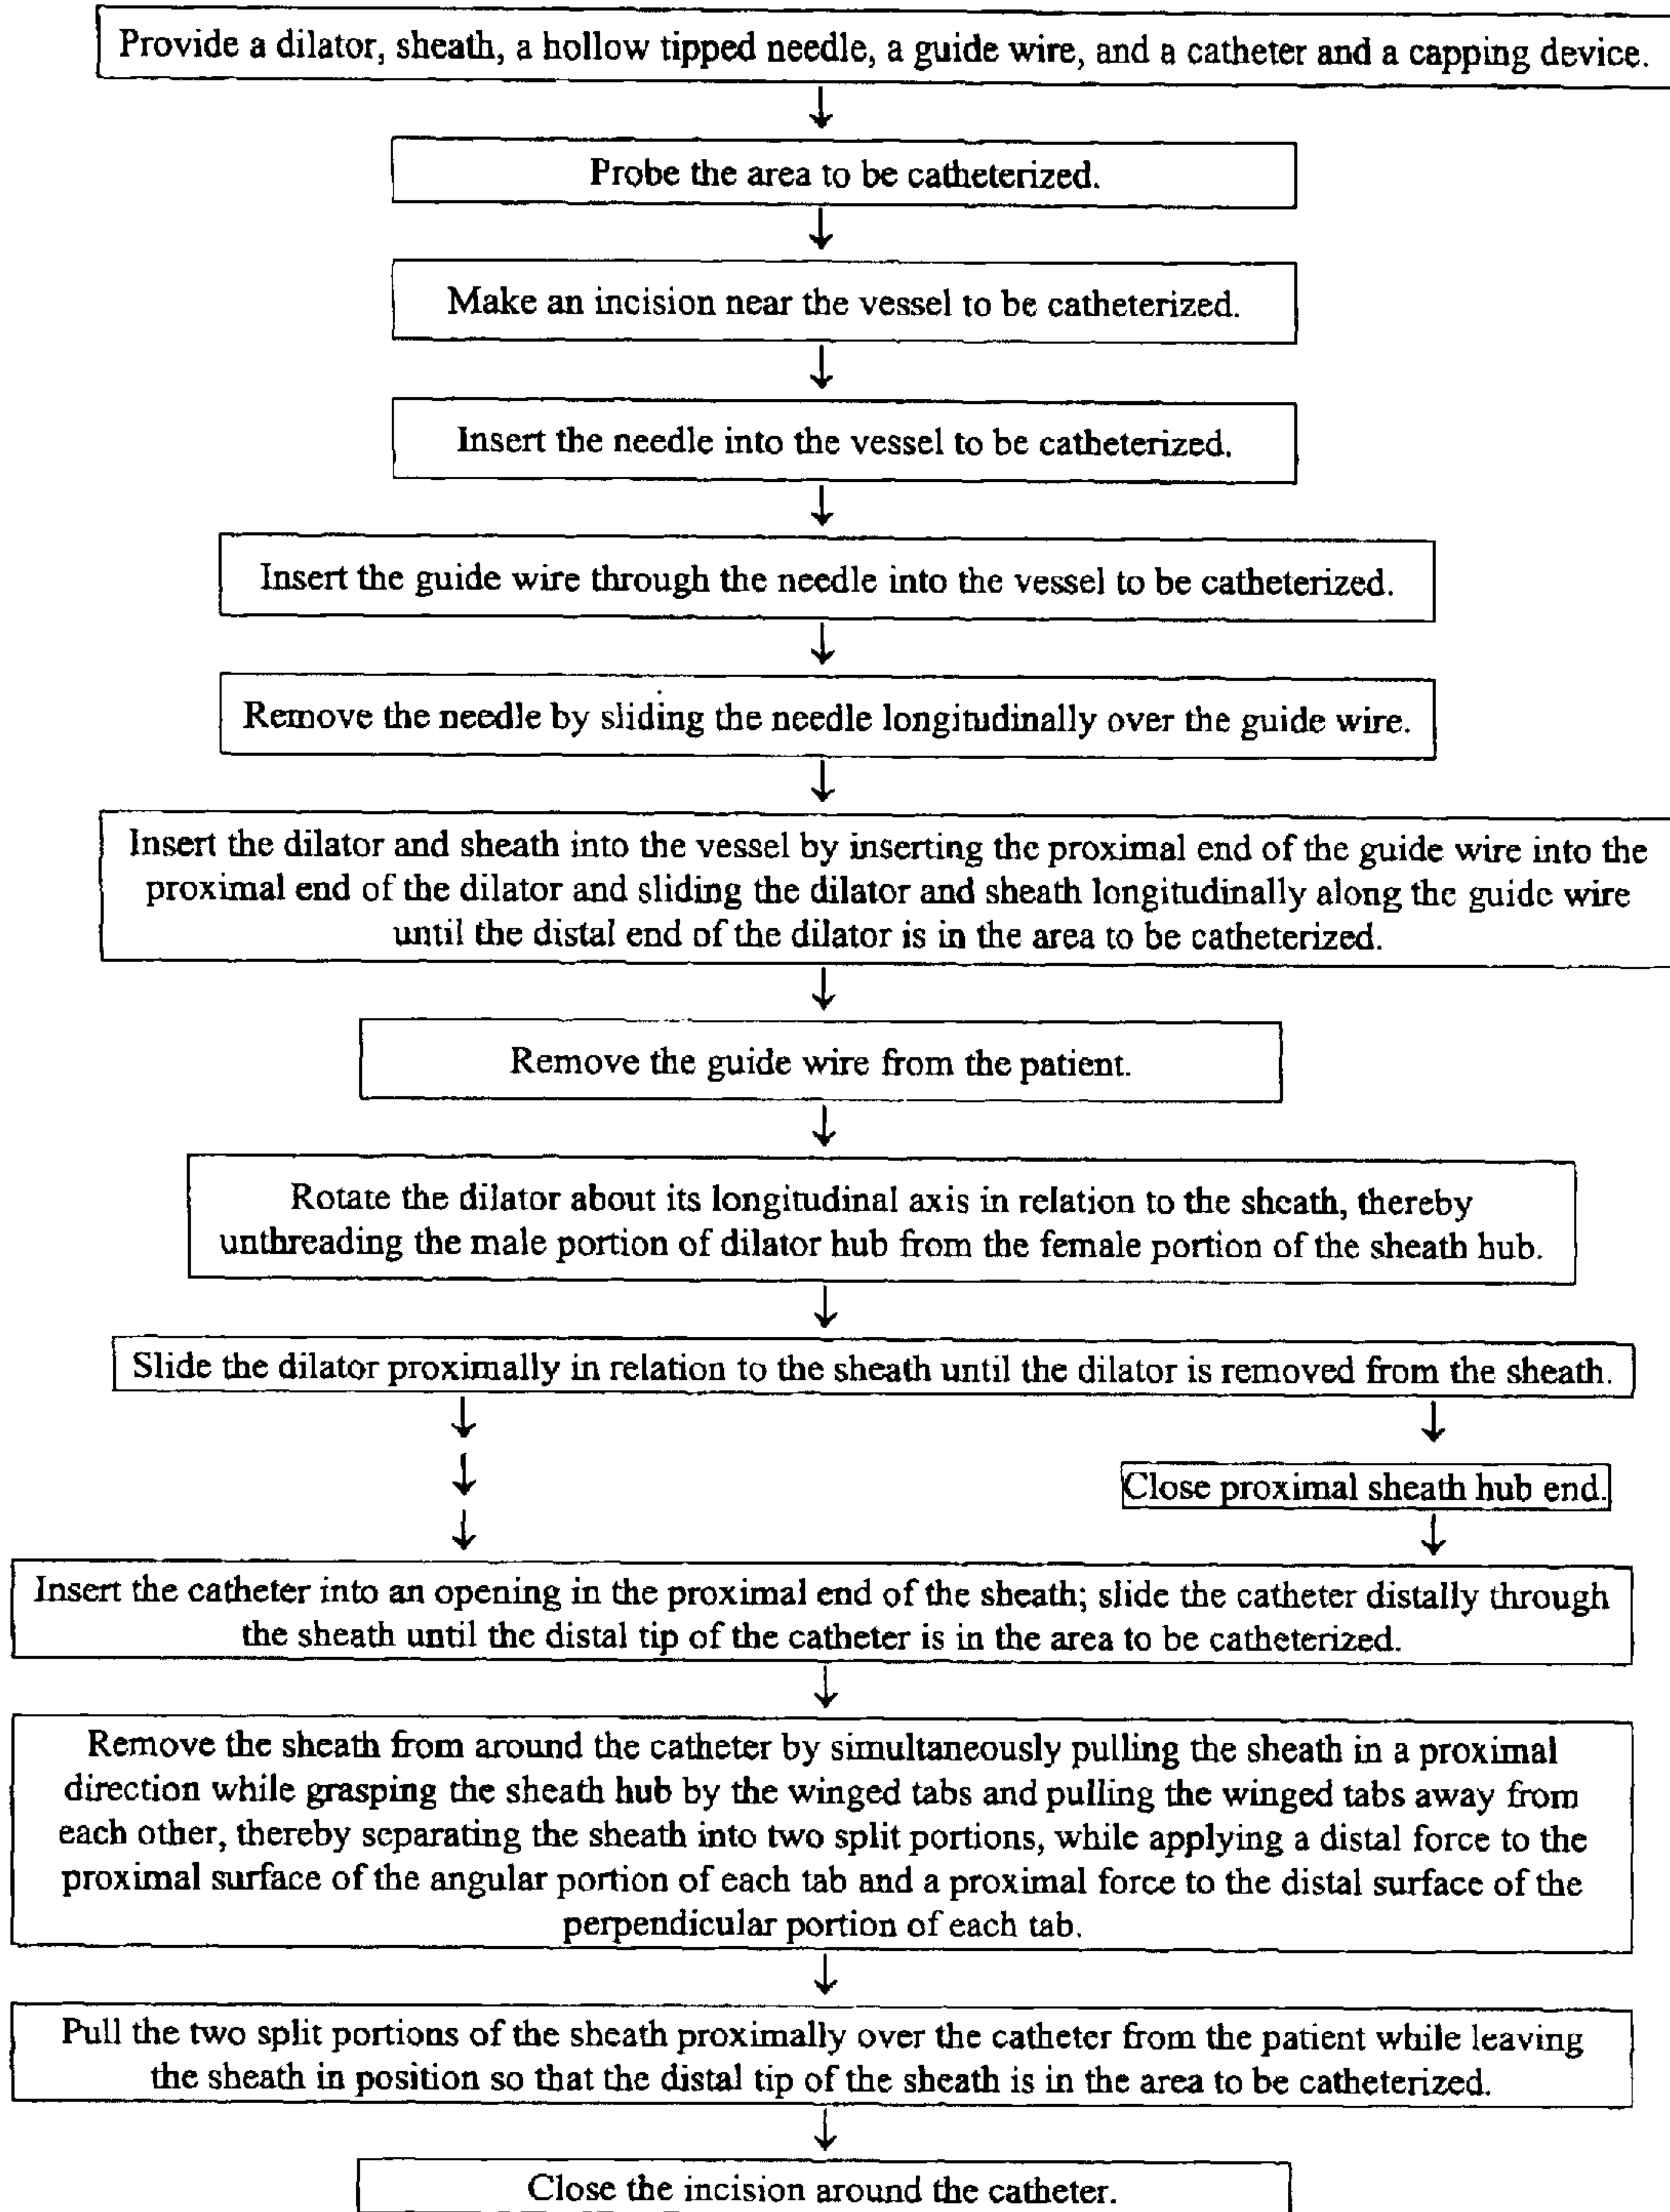 Provide a dilator, sheath, a hollow tipped needle, a guide wire, and a catheter and a capping device.
Probe the area to be catheterized.
Make an incision near the vessel to be catheterized.
Insert the needle into the vessel to be catheterized.
Insert the guide wire through the needle into the vessel to be catheterized.
Remove the needle by sliding the needle longitudinally over the guide wire.
Insert the dilator and sheath into the vessel by inserting the proximal end of the guide wire into the
proximal end of the dilator and sliding the dilator and sheath longitudinally along the guide wire
until the distal end of the dilator is in the area to be catheterized.
Remove the guide wire from the patient.
Rotate the dilator about its longitudinal axis in relation to the sheath, thereby
unthreading the male portion of dilator hub from the female portion of the sheath hub.
Slide the dilator proximally in relation to the sheath until the dilator is removed from the sheath.
Close proximal sheath hub end.
Insert the catheter into an opening in the proximal end of the sheath; slide the catheter distally through
the sheath until the distal tip of the catheter is in the area to be catheterized.
Remove the sheath from around the catheter by simultaneously pulling the sheath in a proximal
direction while grasping the sheath hub by the winged tabs and pulling the winged tabs away from
each other, thereby separating the sheath into two split portions, while applying a distal force to the
proximal surface of the angular portion of each tab and a proximal force to the distal surface of the
perpendicular portion of each tab.
Pull the two split portions of the sheath proximally over the catheter from the patient while leaving
the sheath in position so that the distal tip of the sheath is in the area to be catheterized.
Close the incision around the catheter.